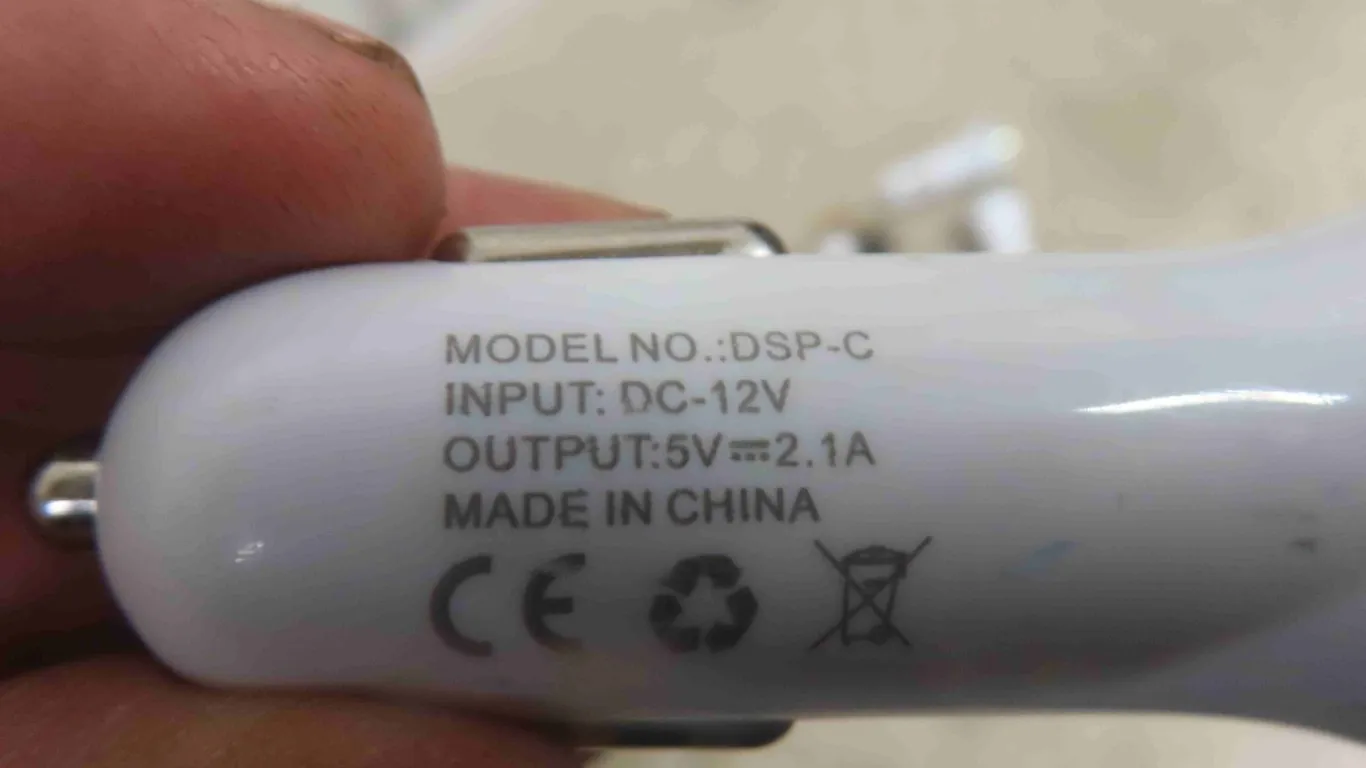 MODEL NO.:DSP-C
INPUT: DC-12V
OUTPUT:5V⎓2.1A
MADE IN CHINA
CE